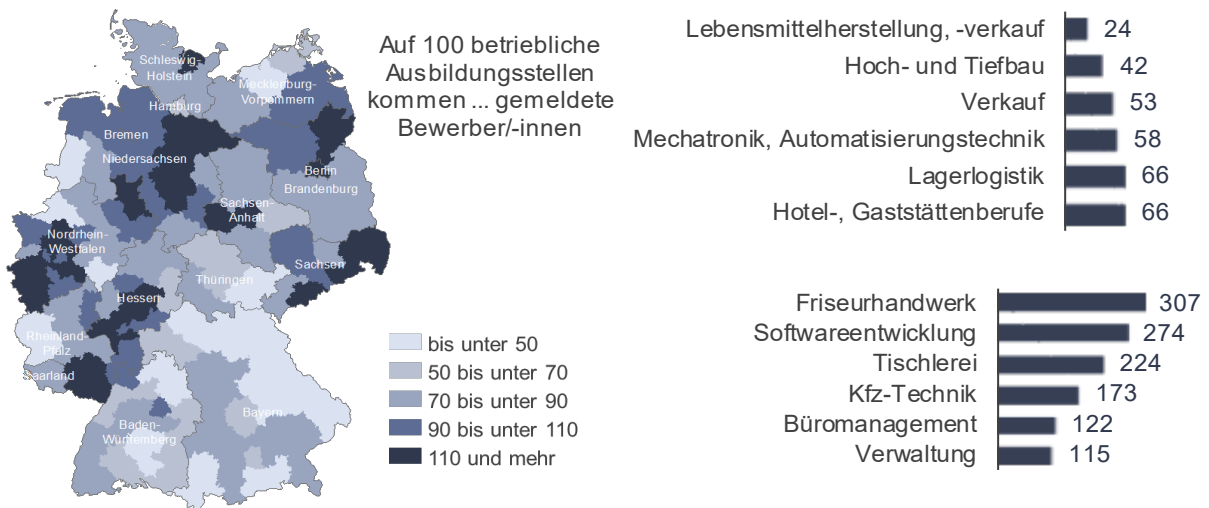 Auf 100 betriebliche
Ausbildungsstellen
kommen ... gemeldete
Bewerber/-innen
Schleswig-
Holstein
Mecklenburg-
Vorpommern
Hamburg
Bremen
Niedersachsen
Berlin
Brandenburg
Sachsen-
Anhalt
Nordrhein-
Westfalen
Sachsen
Thüringen
Hessen
Rheinland-
Pfalz
Saarland
Bayern
Baden-
Württemberg
bis unter 50
50 bis unter 70
70 bis unter 90
90 bis unter 110
110 und mehr
Lebensmittelherstellung, -verkauf 24
Hoch- und Tiefbau 42
Verkauf 53
Mechatronik, Automatisierungstechnik 58
Lagerlogistik 66
Hotel-, Gaststättenberufe 66
Friseurhandwerk 307
Softwareentwicklung 274
Tischlerei 224
Kfz-Technik 173
Büromanagement 122
Verwaltung 115